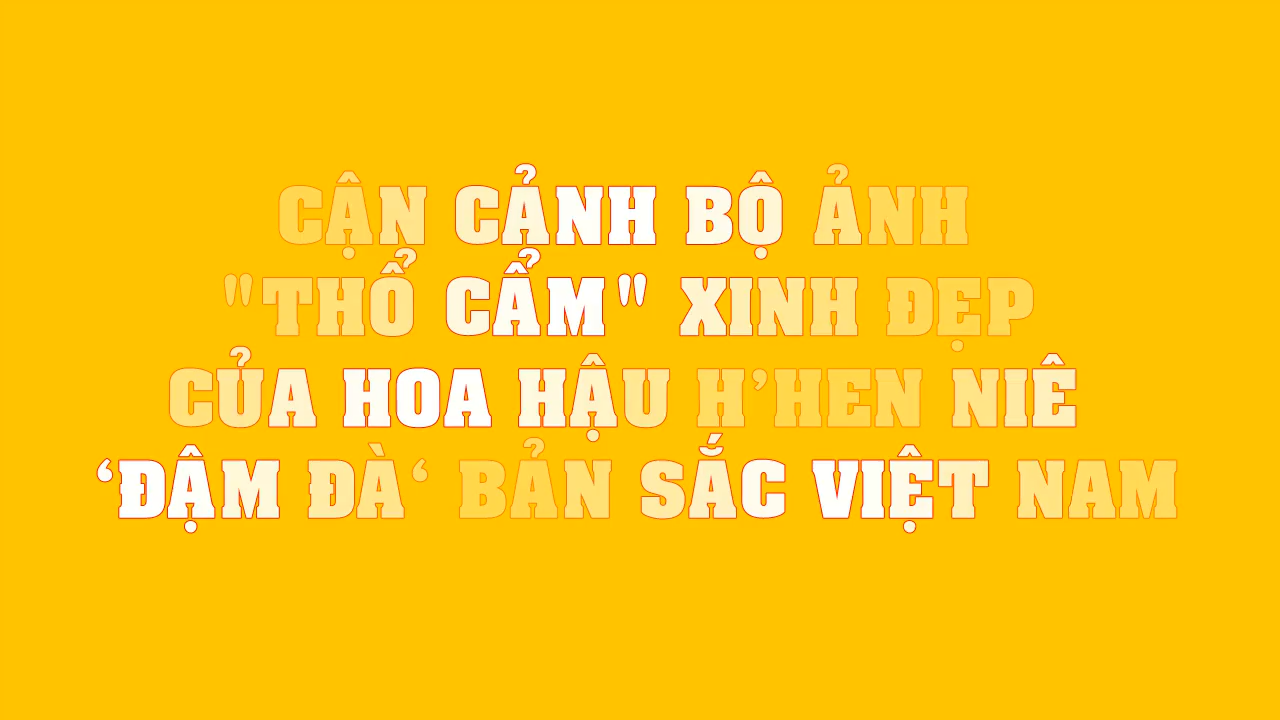 CẬN CẢNH BỘ ẢNH
"THỔ CẨM" XINH ĐẸP
CỦA HOA HẬU H’HEN NIÊ
‘ĐẬM ĐÀ‘ BẢN SẮC VIỆT NAM